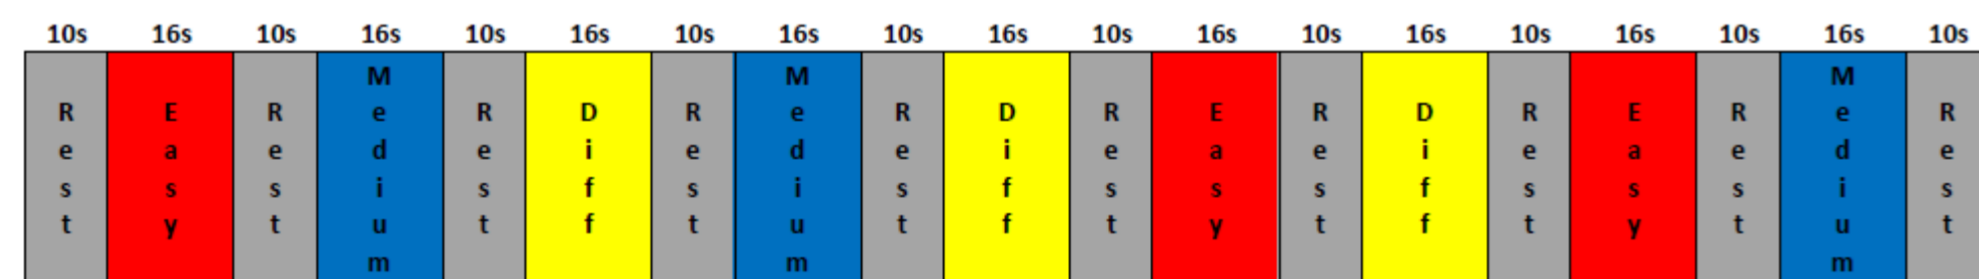 10s 16s 10s 16s 10s 16s 10s 16s 10s 16s 10s 16s 10s 16s 10s 16s 10s 16s 10s
Rest Easy Rest Medium Rest Diff Rest Medium Rest Diff Rest Easy Rest Diff Rest Easy Rest Medium Rest